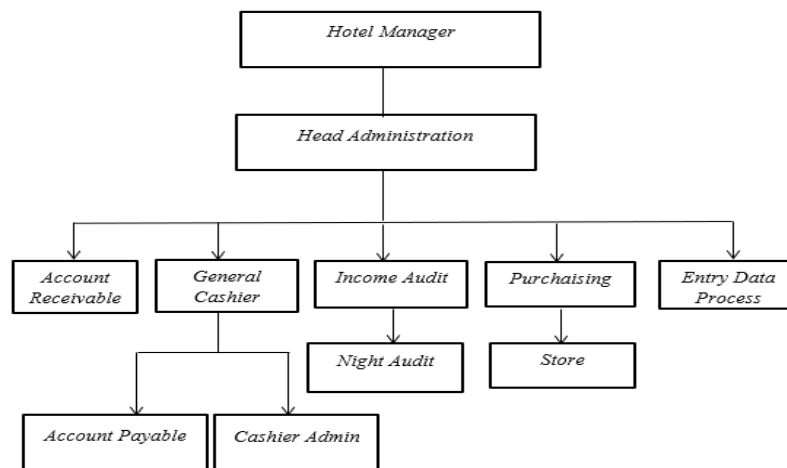 Hotel Manager
Head Administration
Account
Receivable
General
Cashier
Income Audit
Purchaising
Entry Data
Process
Night Audit
Store
Account Payable
Cashier Admin